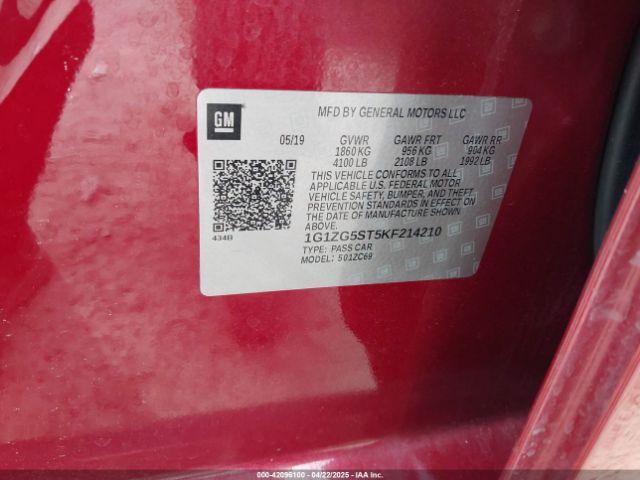 GM
MFD BY GENERAL MOTORS LLC
05/19 GVWR GAWR FRT GAWR RR
1860 KG 956 KG 904 KG
4100 LB 2108 LB 1992 LB
THIS VEHICLE CONFORMS TO ALL
APPLICABLE U.S. FEDERAL MOTOR
VEHICLE SAFETY, BUMPER, AND THEFT
PREVENTION STANDARDS IN EFFECT
ON THE DATE OF MANUFACTURE SHOWN
ABOVE.
434B
1G1ZG5ST5KF214210
TYPE: PASS CAR
MODEL: 501ZC69
000-42095100 - 04/22/2025 - IAAI.COM